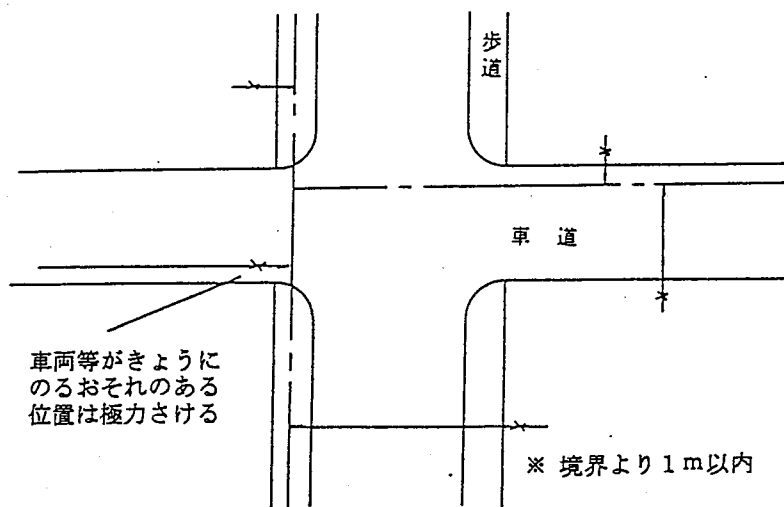 歩道
車道
車両等がきょうに
のるおそれのある
位置は極力さける
※ 境界より1m以内